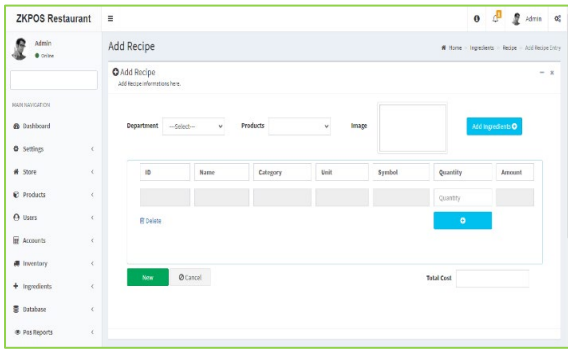 ZKPOS Restaurant
Admin
Admin
Online
Add Recipe
Home
Ingredients
Recipe
Add Recipe Entry
Add Recipe
Add Recipe Informations here.
MAIN NAVIGATION
Dashboard
Settings
Store
Products
Users
Accounts
Inventory
Ingredients
Database
Pos Reports
Department
---Select---
Products
Image
Add Ingredients
ID Name Category Unit Symbol Quantity Amount
Quantity
Delete
New
Cancel
Total Cost